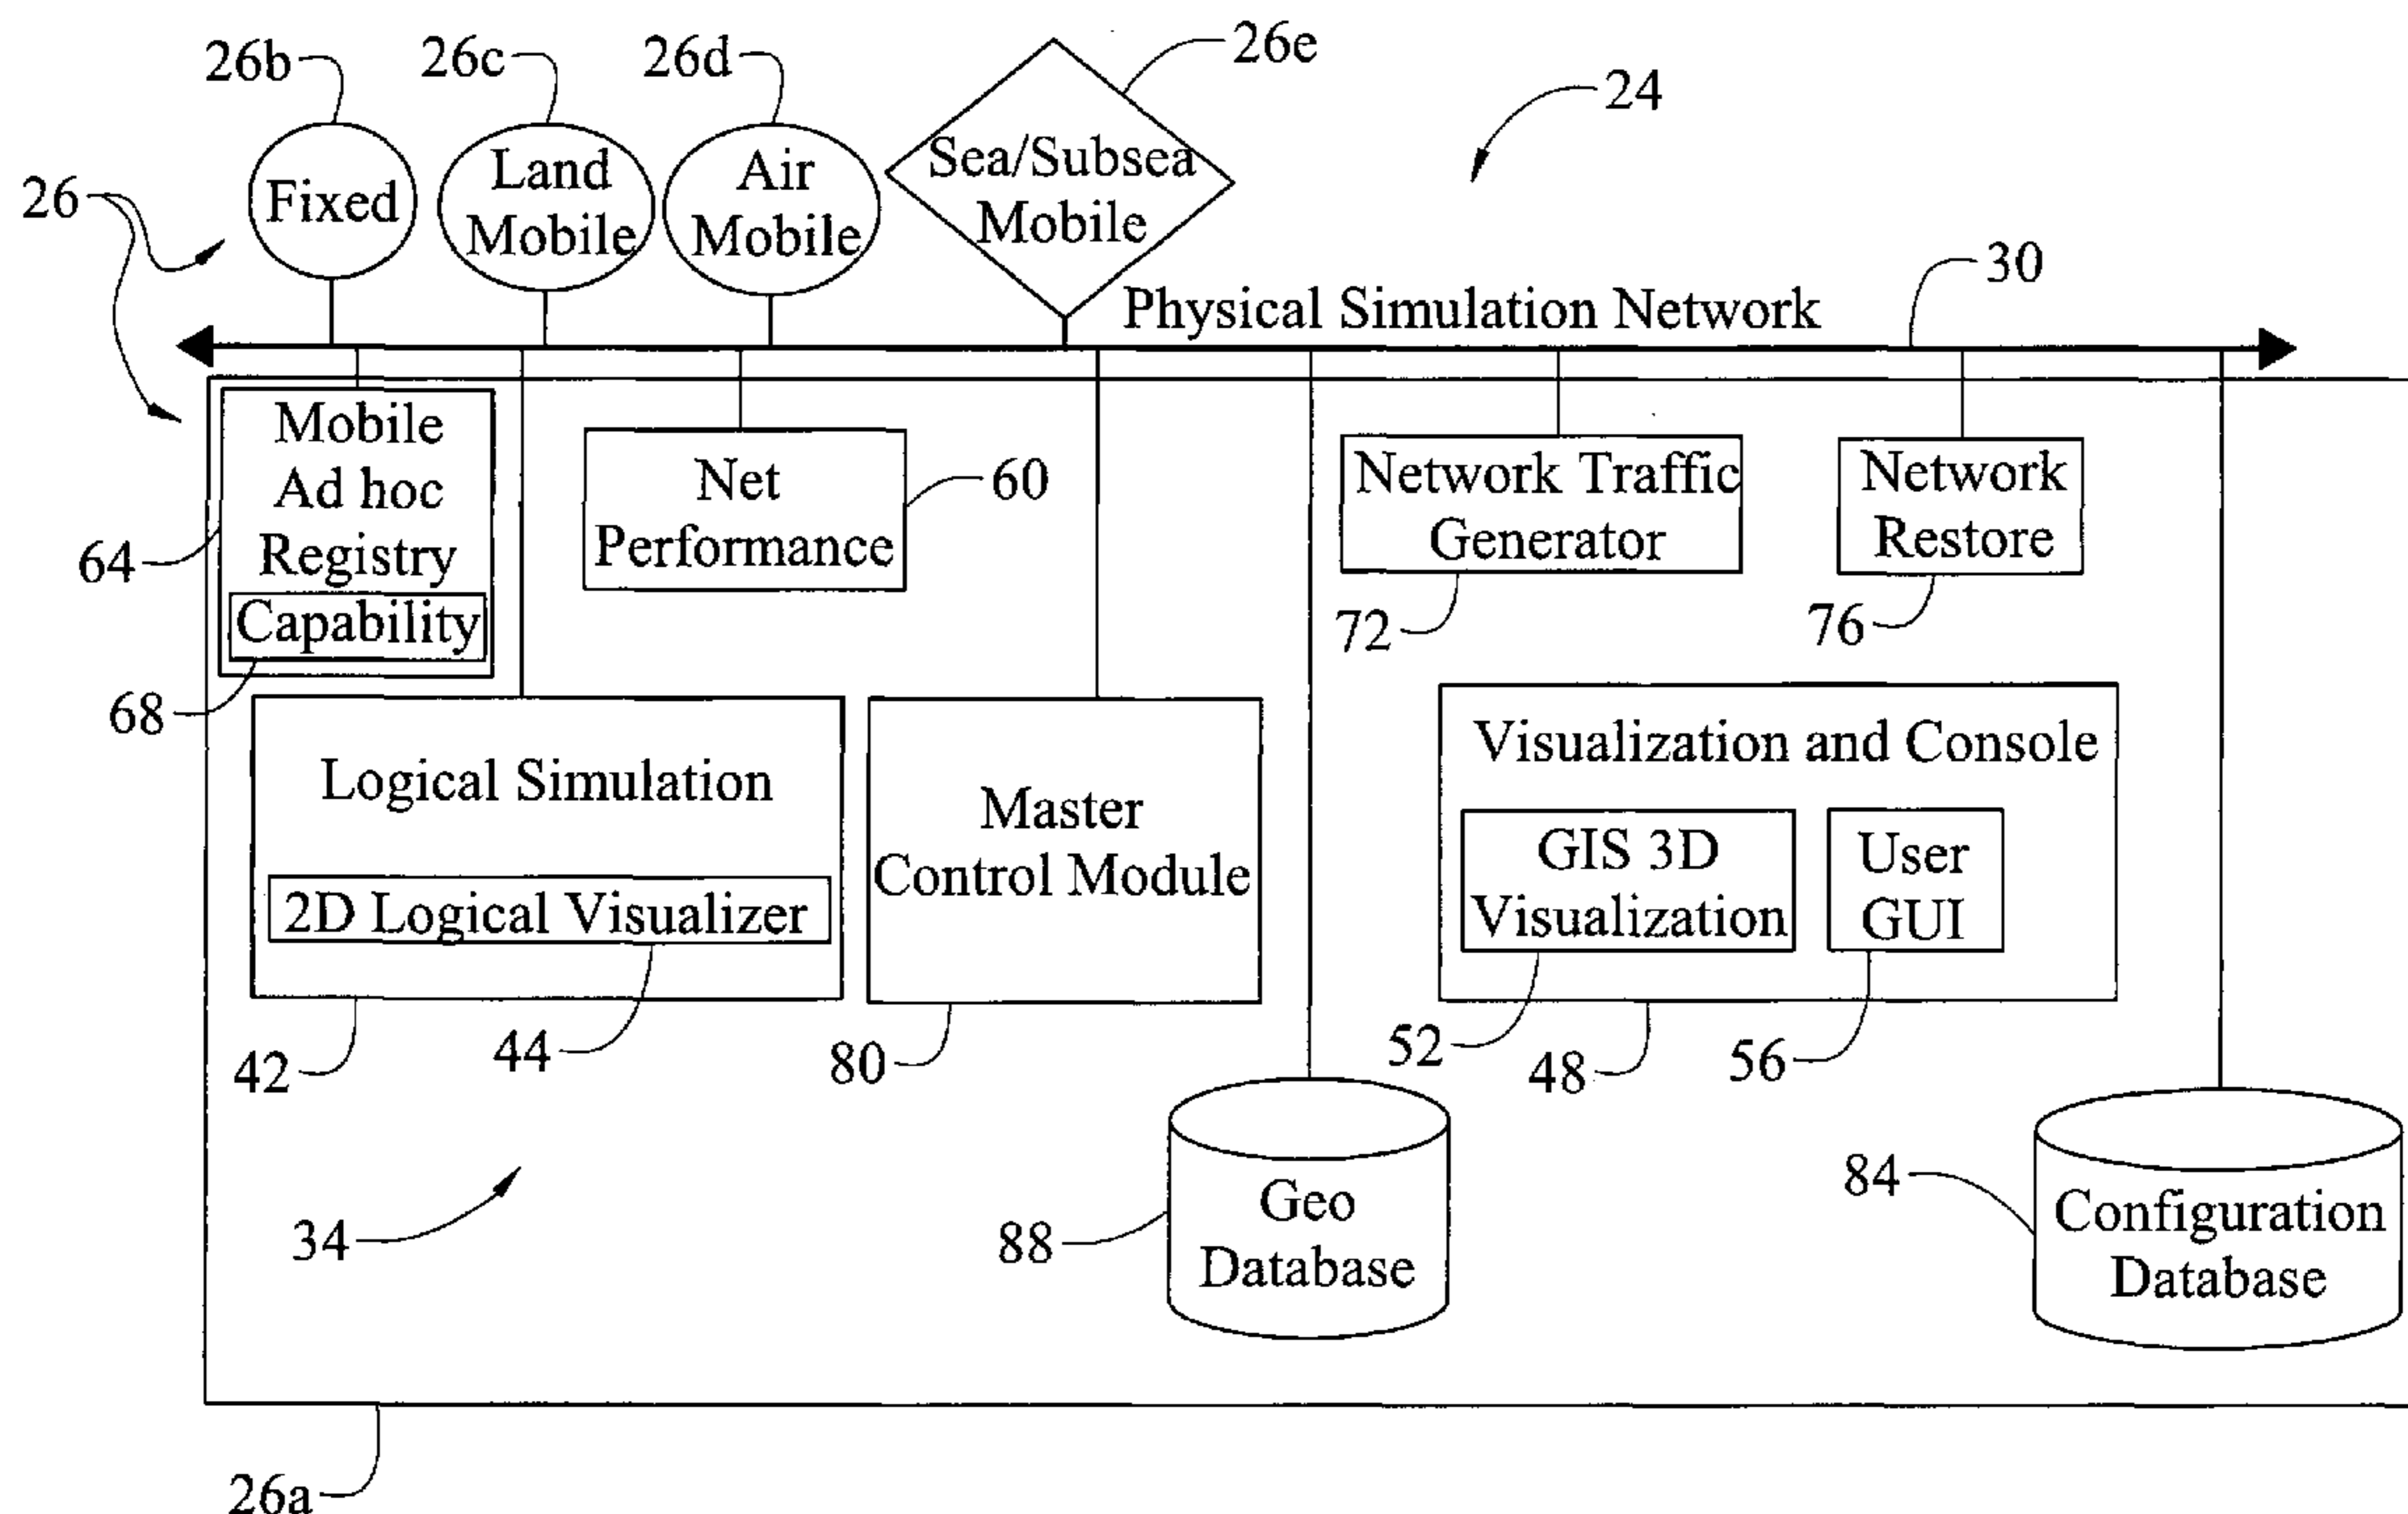 26b
26c
26d
26e
24
26
Fixed
Land
Mobile
Air
Mobile
Sea/Subsea
Mobile
30
Physical Simulation Network
Mobile
Ad hoc
Registry
Capability
64
68
Net
Performance
60
Network Traffic
Generator
72
Network
Restore
76
Logical Simulation
2D Logical Visualizer
42
44
Master
Control Module
80
Visualization and Console
GIS 3D
Visualization
User
GUI
52
48
56
34
88
Geo
Database
84
Configuration
Database
26a